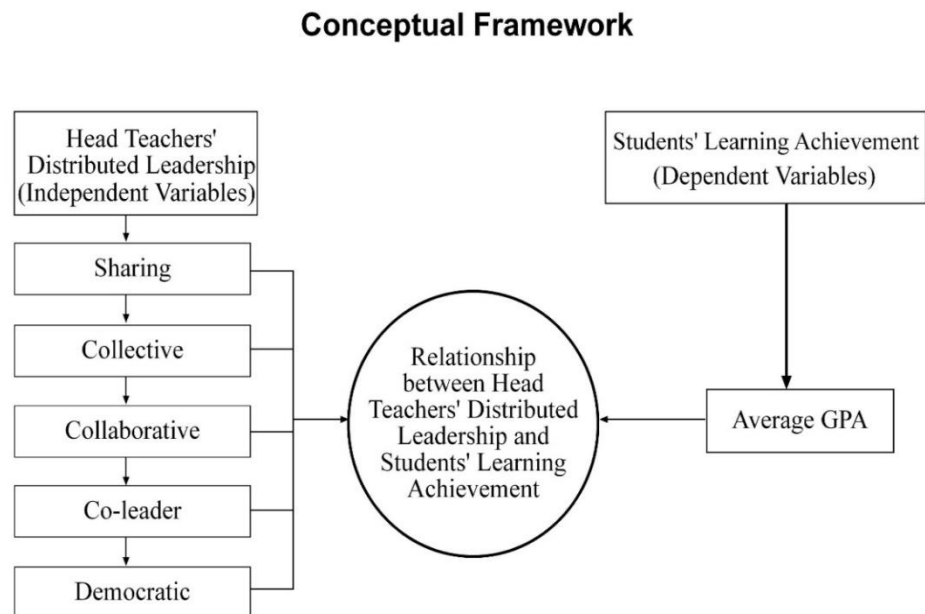 Conceptual Framework
Head Teachers'
Distributed Leadership
(Independent Variables)
Sharing
Collective
Collaborative
Co-leader
Democratic
Relationship
between Head
Teachers' Distributed
Leadership and
Students' Learning
Achievement
Students' Learning Achievement
(Dependent Variables)
Average GPA